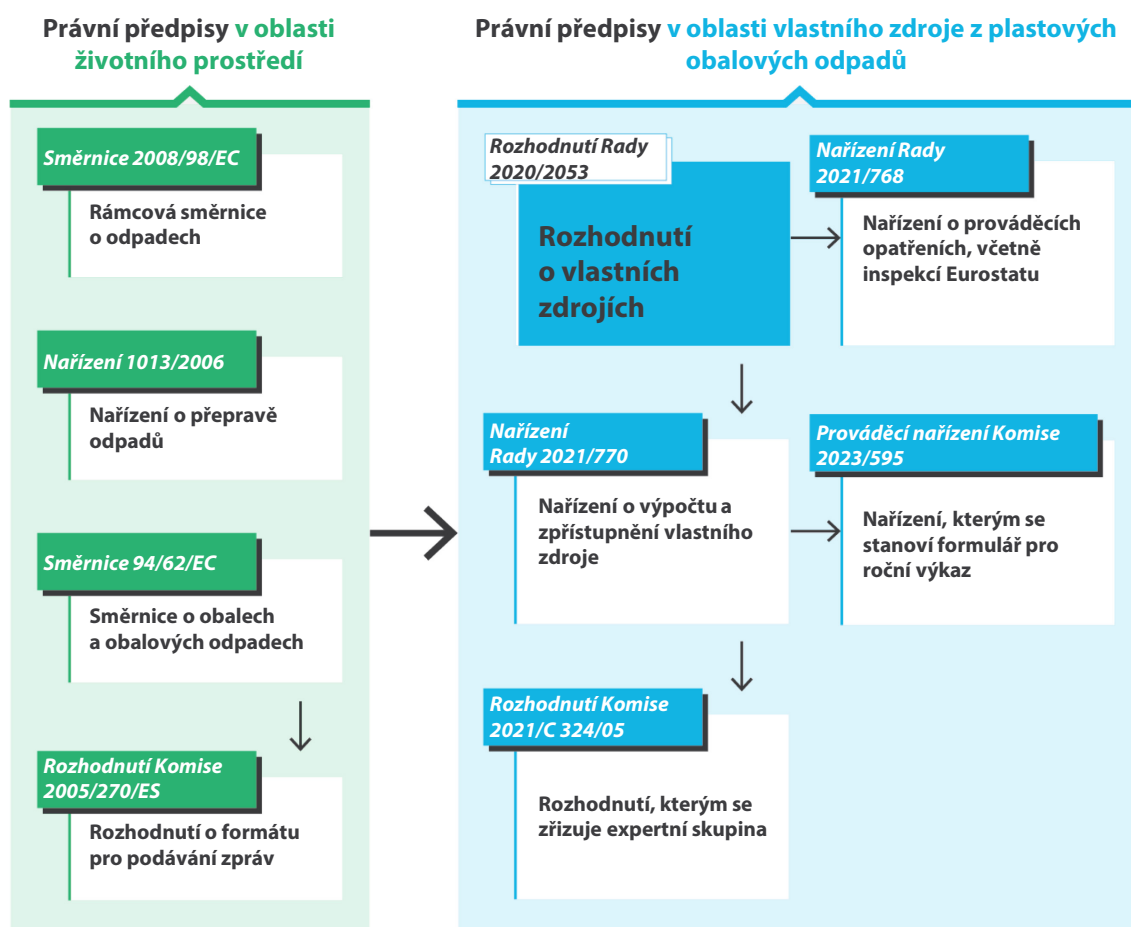 Právní předpisy v oblasti
životního prostředí
Směrnice 2008/98/EC
Rámcová směrnice
o odpadech
Nařízení 1013/2006
Nařízení o přepravě
odpadů
Směrnice 94/62/EC
Směrnice o obalech
a obalových odpadech
Rozhodnutí Komise
2005/270/ES
Rozhodnutí o formátu
pro podávání zpráv
Právní předpisy v oblasti vlastního zdroje z plastových
obalových odpadů
Rozhodnutí Rady
2020/2053
Rozhodnutí
o vlastních
zdrojích
Nařízení Rady
2021/768
Nařízení o prováděcích
opatřeních, včetně
inspekcí Eurostatu
Nařízení
Rady 2021/770
Nařízení o výpočtu a
zpřístupnění vlastního
zdroje
Prováděcí nařízení Komise
2023/595
Nařízení, kterým se
stanoví formulář pro
roční výkaz
Rozhodnutí Komise
2021/C 324/05
Rozhodnutí, kterým se
zřizuje expertní skupina